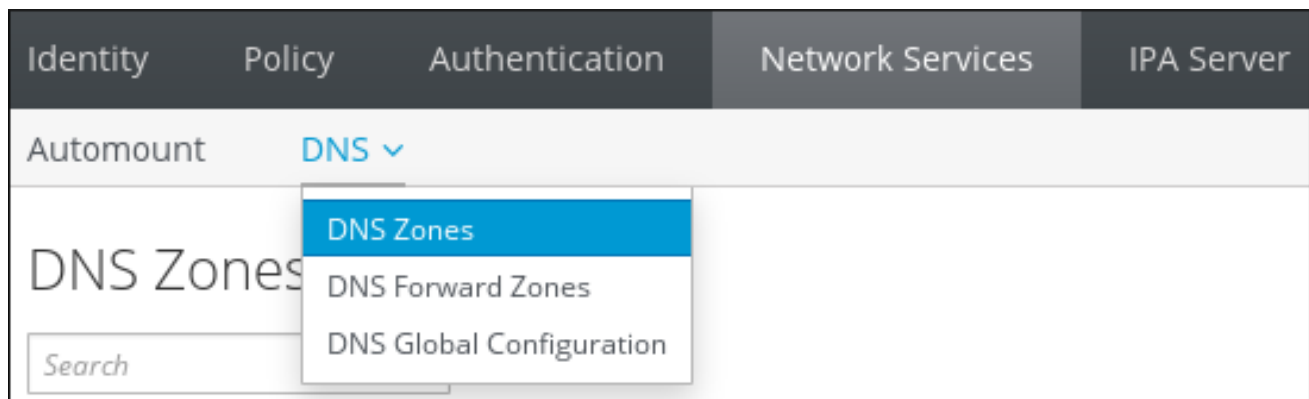 Identity Policy Authentication Network Services IPA Server
Automount DNS
DNS Zones
DNS Zones
DNS Forward Zones
DNS Global Configuration
Search